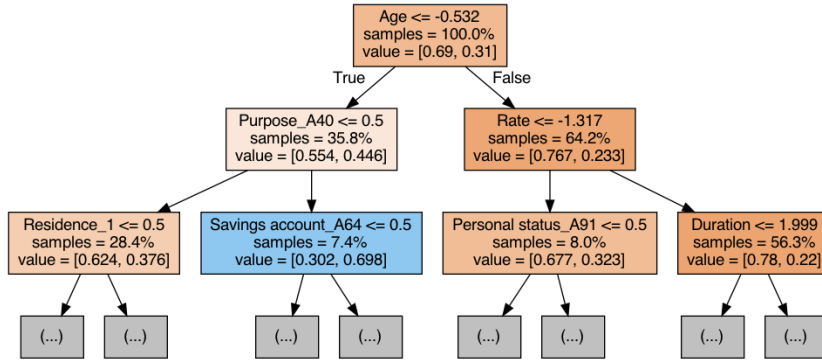 Age <= -0.532
samples = 100.0%
value = [0.69, 0.31]
True
False
Purpose_A40 <= 0.5
samples = 35.8%
value = [0.554, 0.446]
Rate <= -1.317
samples = 64.2%
value = [0.767, 0.233]
Residence_1 <= 0.5
samples = 28.4%
value = [0.624, 0.376]
Savings account_A64 <= 0.5
samples = 7.4%
value = [0.302, 0.698]
Personal status_A91 <= 0.5
samples = 8.0%
value = [0.677, 0.323]
Duration <= 1.999
samples = 56.3%
value = [0.78, 0.22]
(...)
(...)
(...)
(...)
(...)
(...)
(...)
(...)